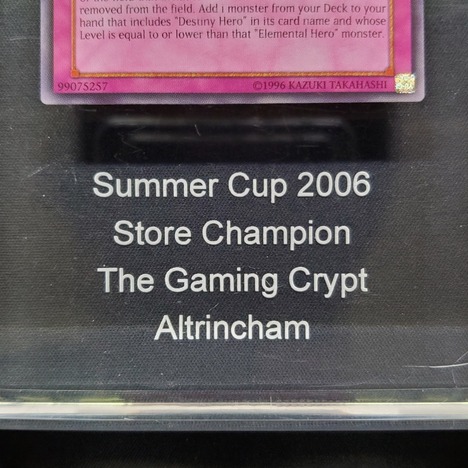 removed from the field. Add 1 monster from your Deck to your
hand that includes "Destiny Hero" in its card name and whose
Level is equal to or lower than that "Elemental Hero" monster.
99075257
©1996 KAZUKI TAKAHASHI
Summer Cup 2006
Store Champion
The Gaming Crypt
Altrincham